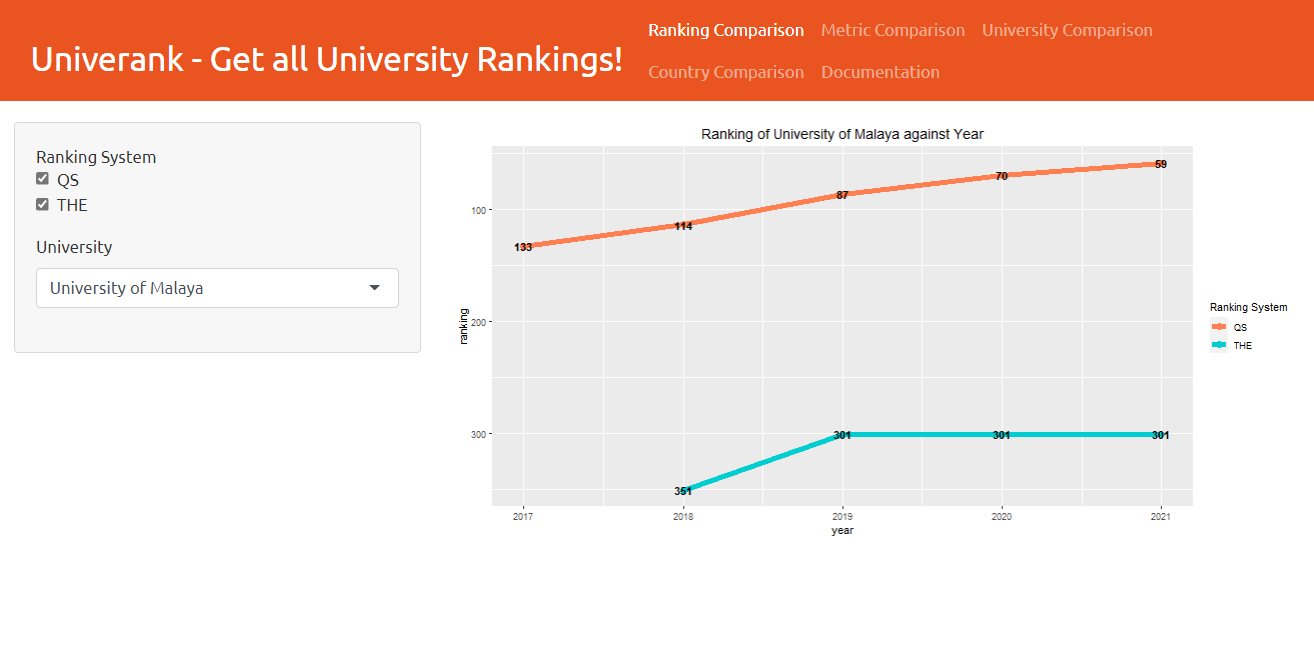 Univerank - Get all University Rankings!
Ranking Comparison
Metric Comparison
University Comparison
Country Comparison
Documentation
Ranking System
QS
THE
University
University of Malaya
Ranking of University of Malaya against Year
ranking
100
200
300
133
114
87
70
59
351
301
301
301
2017
2018
2019
2020
2021
year
Ranking System
QS
THE